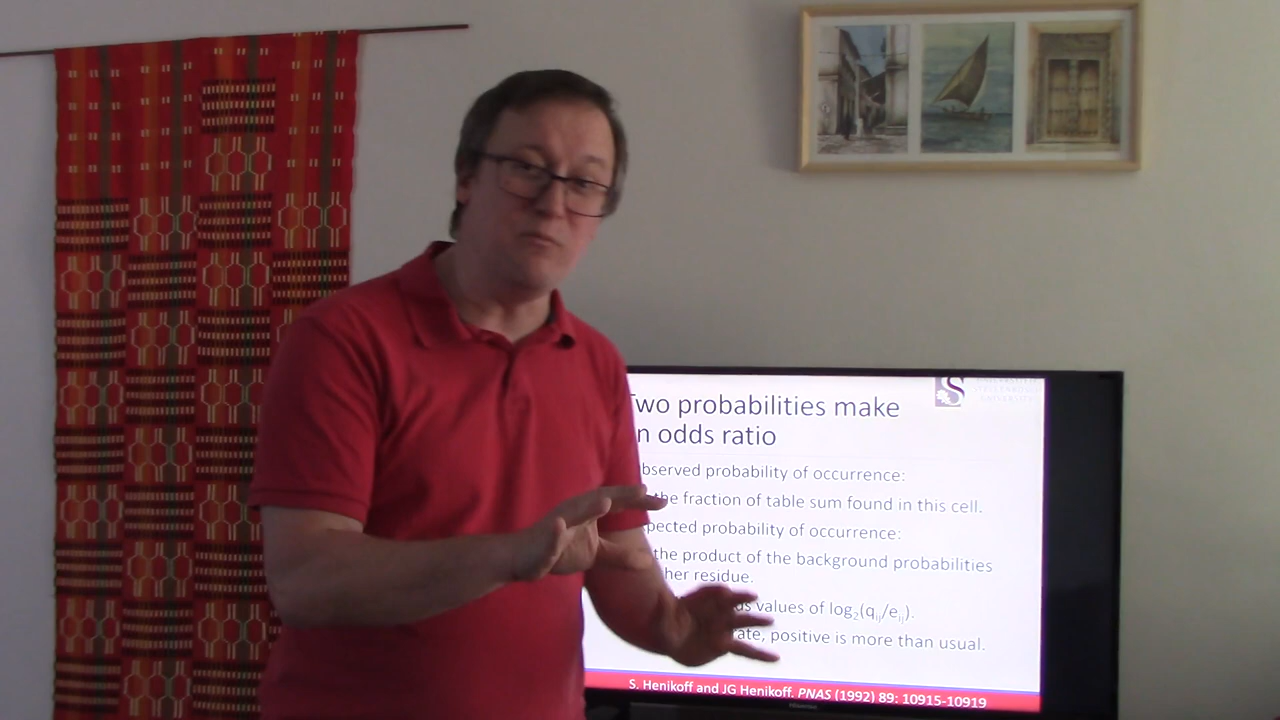 Two probabilities make
n odds ratio
bserved probability of occurrence:
the fraction of table sum found in this cell.
pected probability of occurrence:
the product of the background probabilities
her residue.
values of log₂(qᵢⱼ/eᵢⱼ).
rate, positive is more than usual.
S. Henikoff and JG Henikoff. PNAS (1992) 89: 10915-10919
Hisense